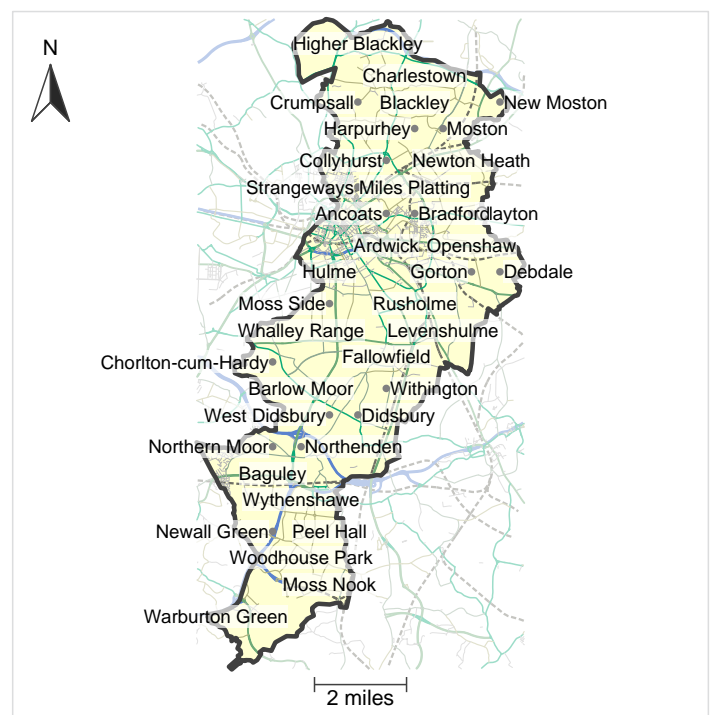 Higher Blackley
N
Charlestown
Crumpsall
Blackley
New Moston
Harpurhey
Moston
Collyhurst
Newton Heath
Strangeways
Miles Platting
Ancoats
Bradfordlayton
Ardwick
Openshaw
Hulme
Gorton
Debdale
Moss Side
Rusholme
Whalley Range
Levenshulme
Fallowfield
Chorlton-cum-Hardy
Barlow Moor
Withington
West Didsbury
Didsbury
Northern Moor
Northenden
Baguley
Wythenshawe
Newall Green
Peel Hall
Woodhouse Park
Moss Nook
Warburton Green
2 miles